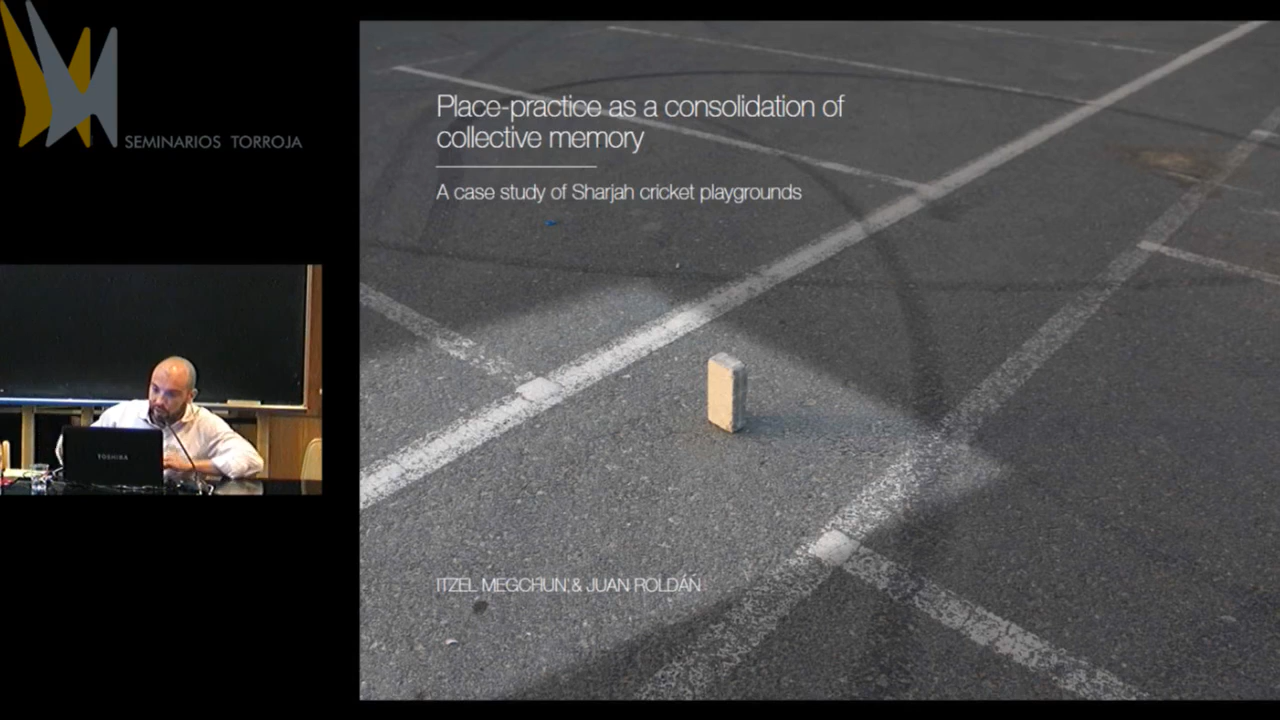 SEMINARIOS TORROJA
Place-practice as a consolidation of
collective memory
A case study of Sharjah cricket playgrounds
ITZEL MEGCHUN & JUAN ROLDÁN
TOSHIBA